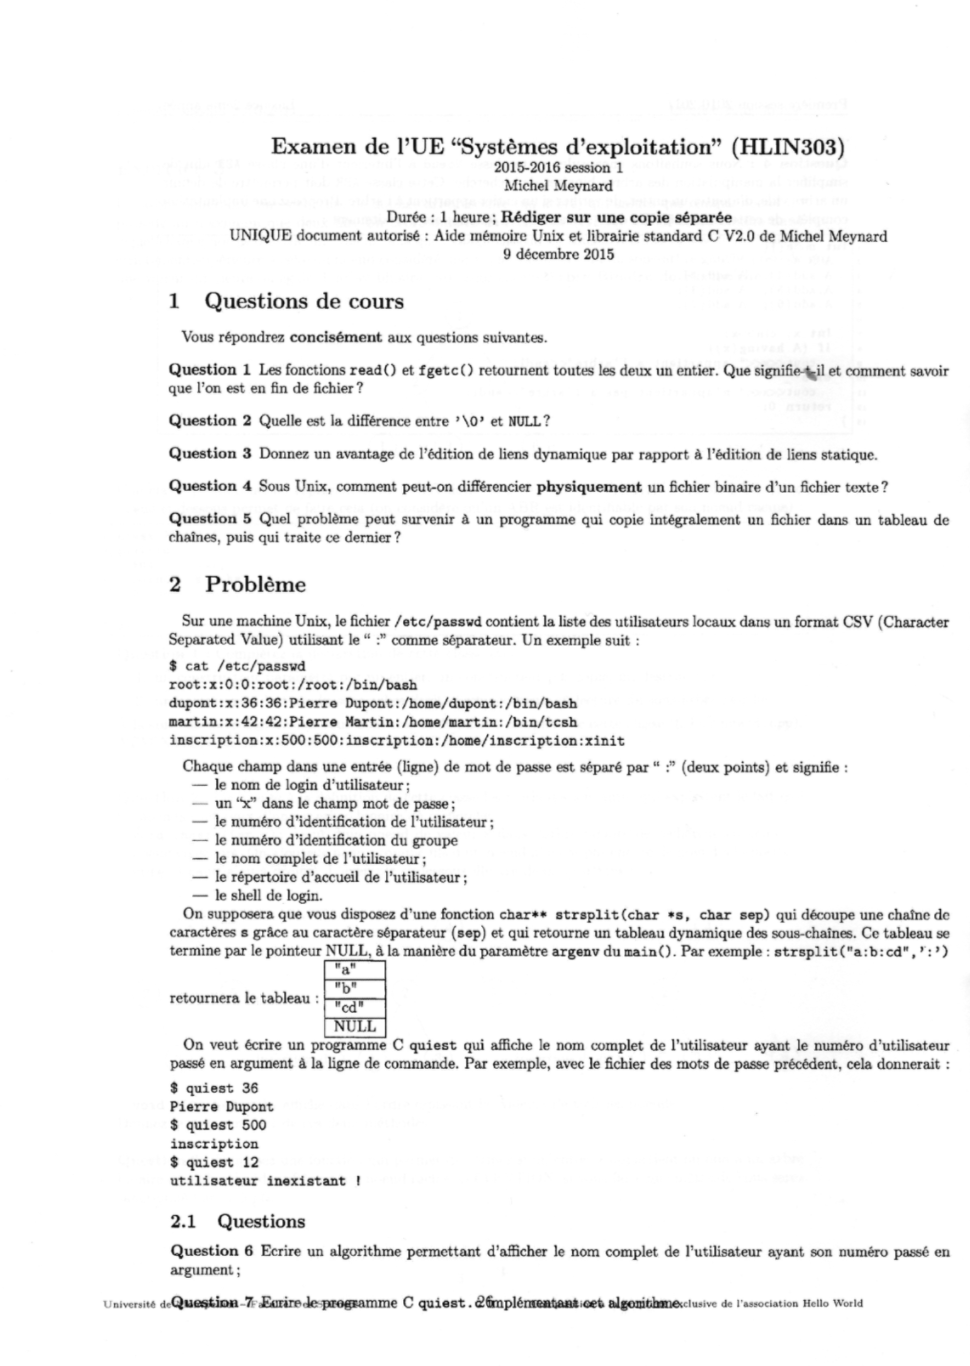 Examen de l'UE “Systèmes d'exploitation” (HLIN303)
2015-2016 session 1
Michel Meynard
Durée : 1 heure ; Rédiger sur une copie séparée
UNIQUE document autorisé : Aide mémoire Unix et librairie standard C V2.0 de Michel Meynard
9 décembre 2015
1 Questions de cours
Vous répondrez concisément aux questions suivantes.
Question 1 Les fonctions read() et fgetc() retournent toutes les deux un entier. Que signifie-t-il et comment savoir
que l'on est en fin de fichier ?
Question 2 Quelle est la différence entre '\0' et NULL ?
Question 3 Donnez un avantage de l'édition de liens dynamique par rapport à l'édition de liens statique.
Question 4 Sous Unix, comment peut-on différencier physiquement un fichier binaire d'un fichier texte ?
Question 5 Quel problème peut survenir à un programme qui copie intégralement un fichier dans un tableau de
chaînes, puis qui traite ce dernier ?
2 Problème
Sur une machine Unix, le fichier /etc/passwd contient la liste des utilisateurs locaux dans un format CSV (Character
Separated Value) utilisant le “ :” comme séparateur. Un exemple suit :
$ cat /etc/passwd
root:x:0:0:root:/root:/bin/bash
dupont:x:36:36:Pierre Dupont:/home/dupont:/bin/bash
martin:x:42:42:Pierre Martin:/home/martin:/bin/tcsh
inscription:x:500:500:inscription:/home/inscription:xinit
Chaque champ dans une entrée (ligne) de mot de passe est séparé par “ :” (deux points) et signifie :
— le nom de login d'utilisateur ;
— un “x” dans le champ mot de passe ;
— le numéro d'identification de l'utilisateur ;
— le numéro d'identification du groupe
— le nom complet de l'utilisateur ;
— le répertoire d'accueil de l'utilisateur ;
— le shell de login.
On supposera que vous disposez d'une fonction char** strsplit(char *s, char sep) qui découpe une chaîne de
caractères s grâce au caractère séparateur (sep) et qui retourne un tableau dynamique des sous-chaînes. Ce tableau se
termine par le pointeur NULL, à la manière du paramètre argenv du main(). Par exemple : strsplit("a:b:cd",':')
retournera le tableau :
"a"
"b"
"cd"
NULL
On veut écrire un programme C quiest qui affiche le nom complet de l'utilisateur ayant le numéro d'utilisateur
passé en argument à la ligne de commande. Par exemple, avec le fichier des mots de passe précédent, cela donnerait :
$ quiest 36
Pierre Dupont
$ quiest 500
inscription
$ quiest 12
utilisateur inexistant !
2.1 Questions
Question 6 Ecrire un algorithme permettant d'afficher le nom complet de l'utilisateur ayant son numéro passé en
argument ;
Question 7 Ecrire le programme C quiest.c implémentant cet algorithme.
Université de 26 exclusive de l'association Hello World